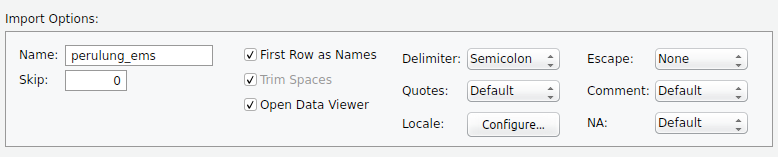 Import Options:
Name: perulung_ems
Skip: 0
First Row as Names
Trim Spaces
Open Data Viewer
Delimiter: Semicolon
Quotes: Default
Locale: Configure...
Escape: None
Comment: Default
NA: Default